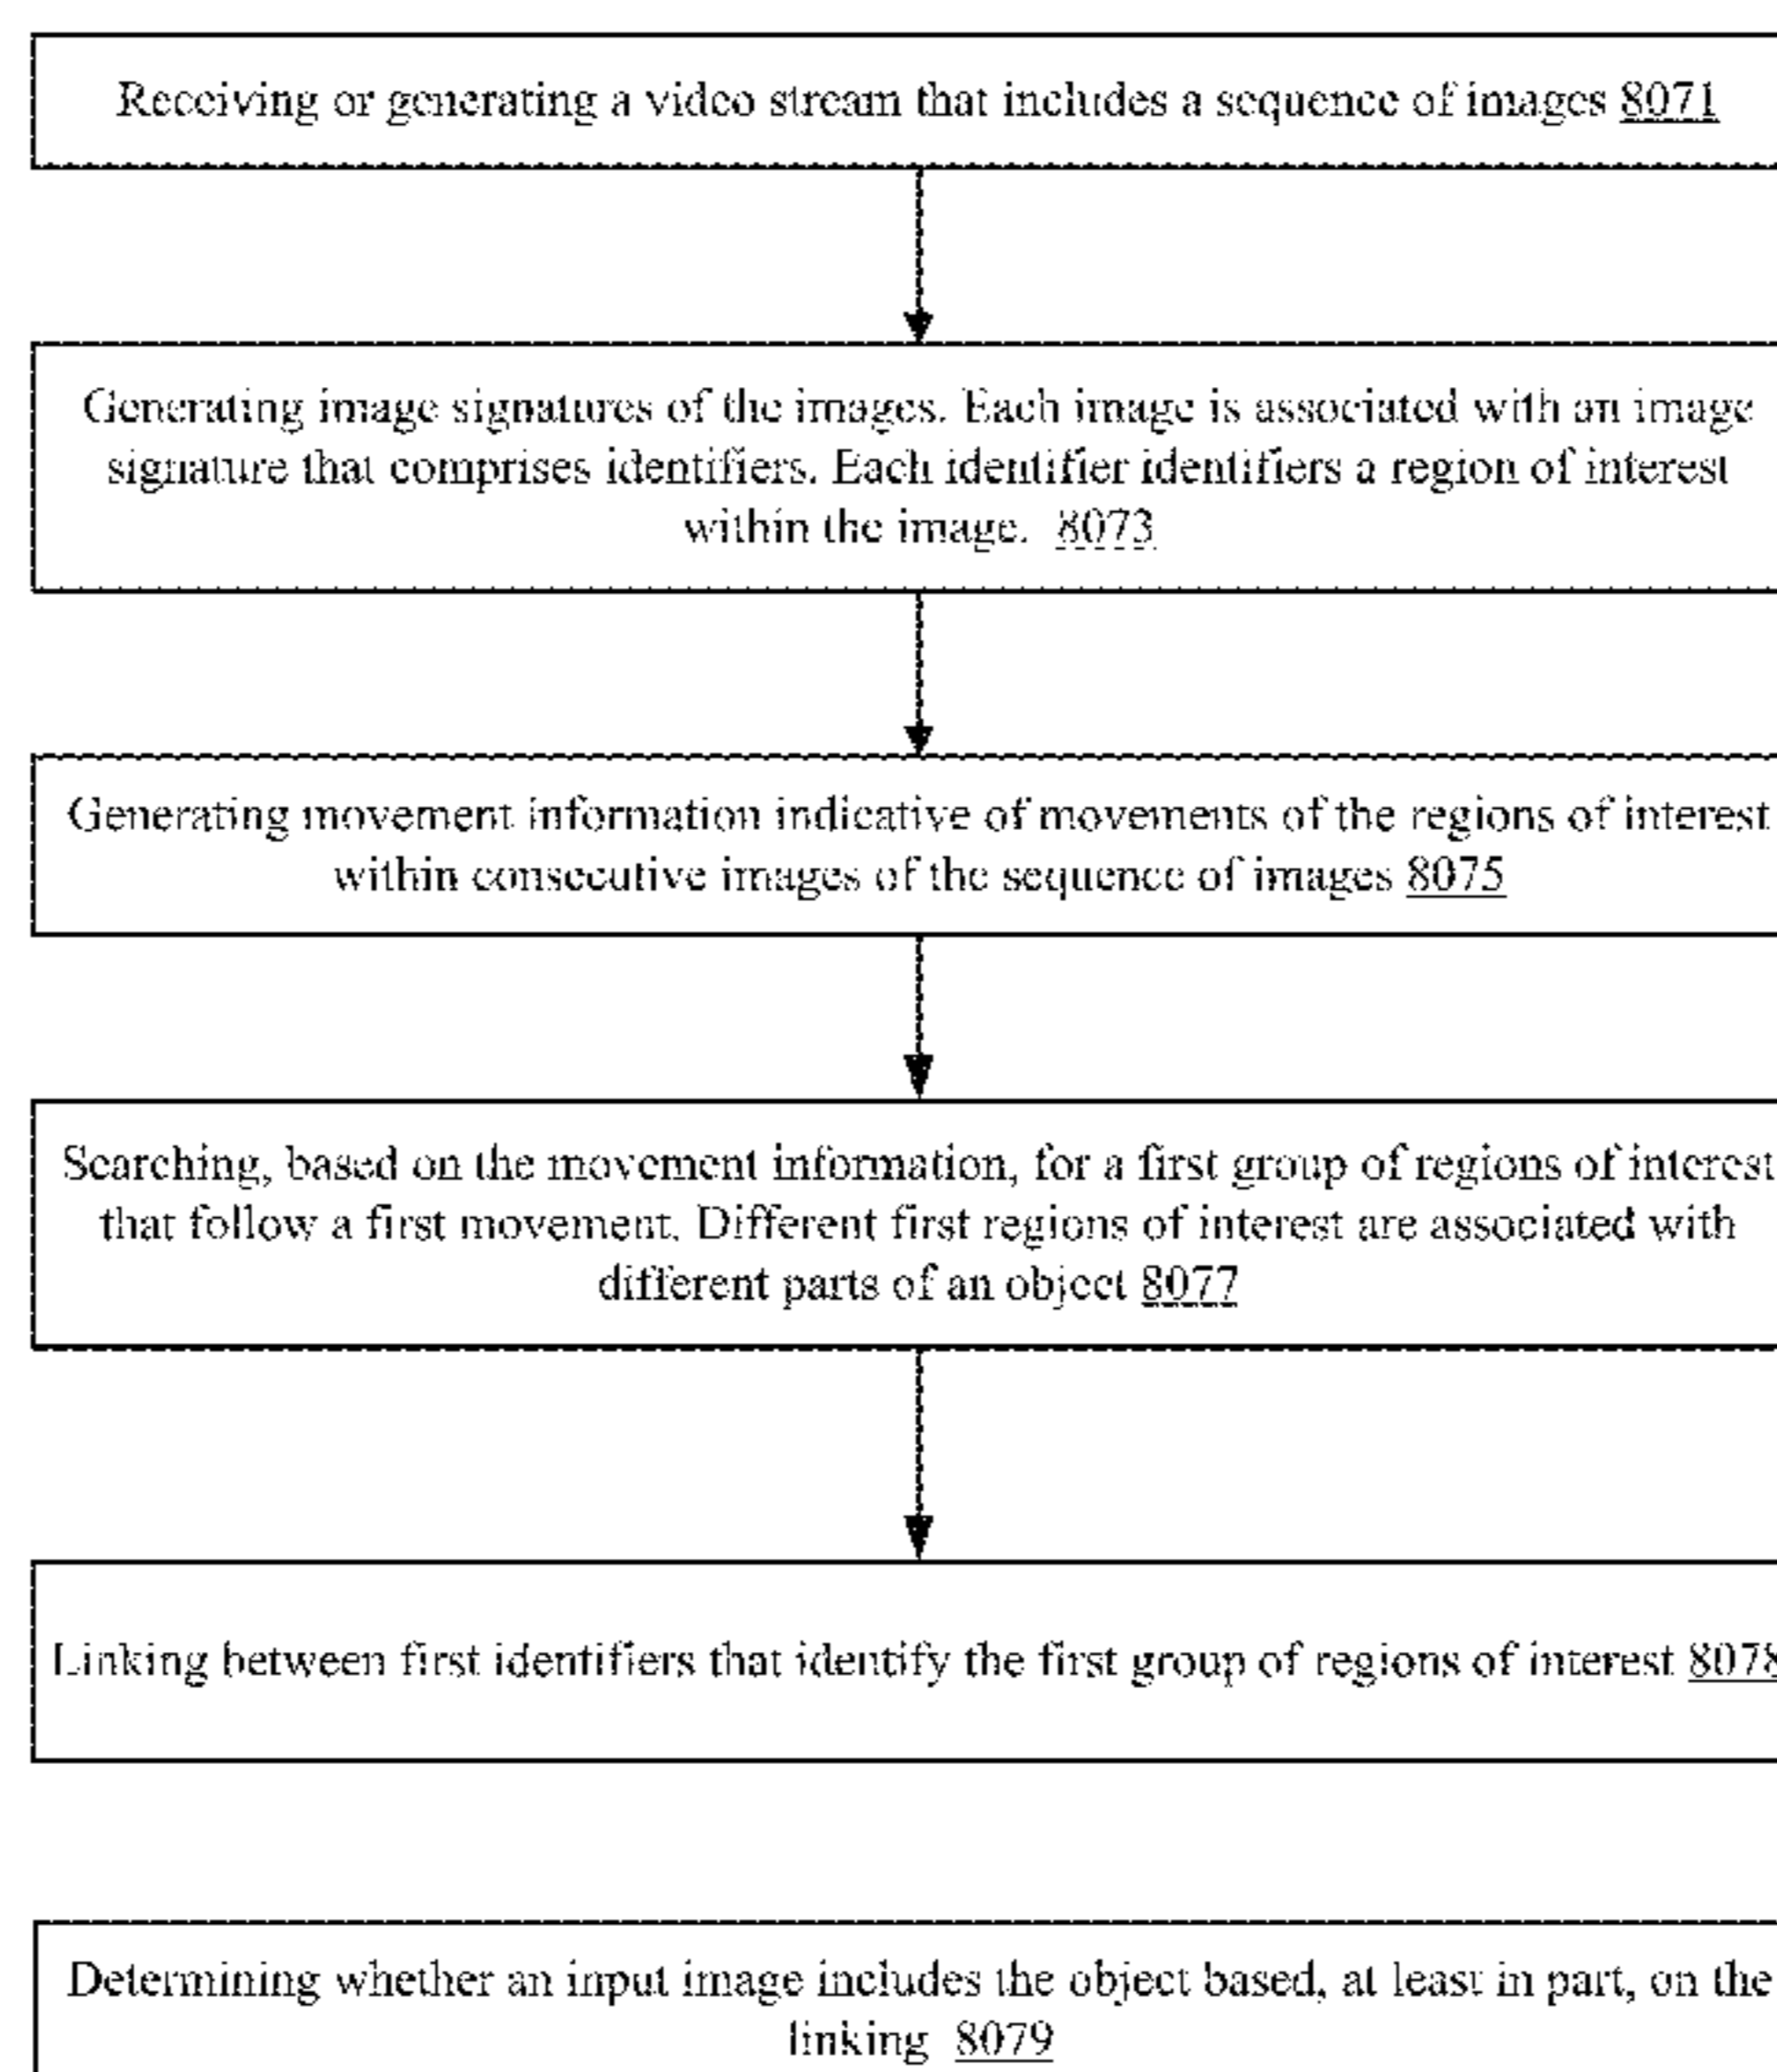 Receiving or generating a video stream that includes a sequence of images 8071
Generating image signatures of the images. Each image is associated with an image
signature that comprises identifiers. Each identifier identifiers a region of interest
within the image. 8073
Generating movement information indicative of movements of the regions of interest
within consecutive images of the sequence of images 8075
Searching, based on the movement information, for a first group of regions of interest
that follow a first movement. Different first regions of interest are associated with
different parts of an object 8077
Linking between first identifiers that identify the first group of regions of interest 8078
Determining whether an input image includes the object based, at least in part, on the
linking 8079